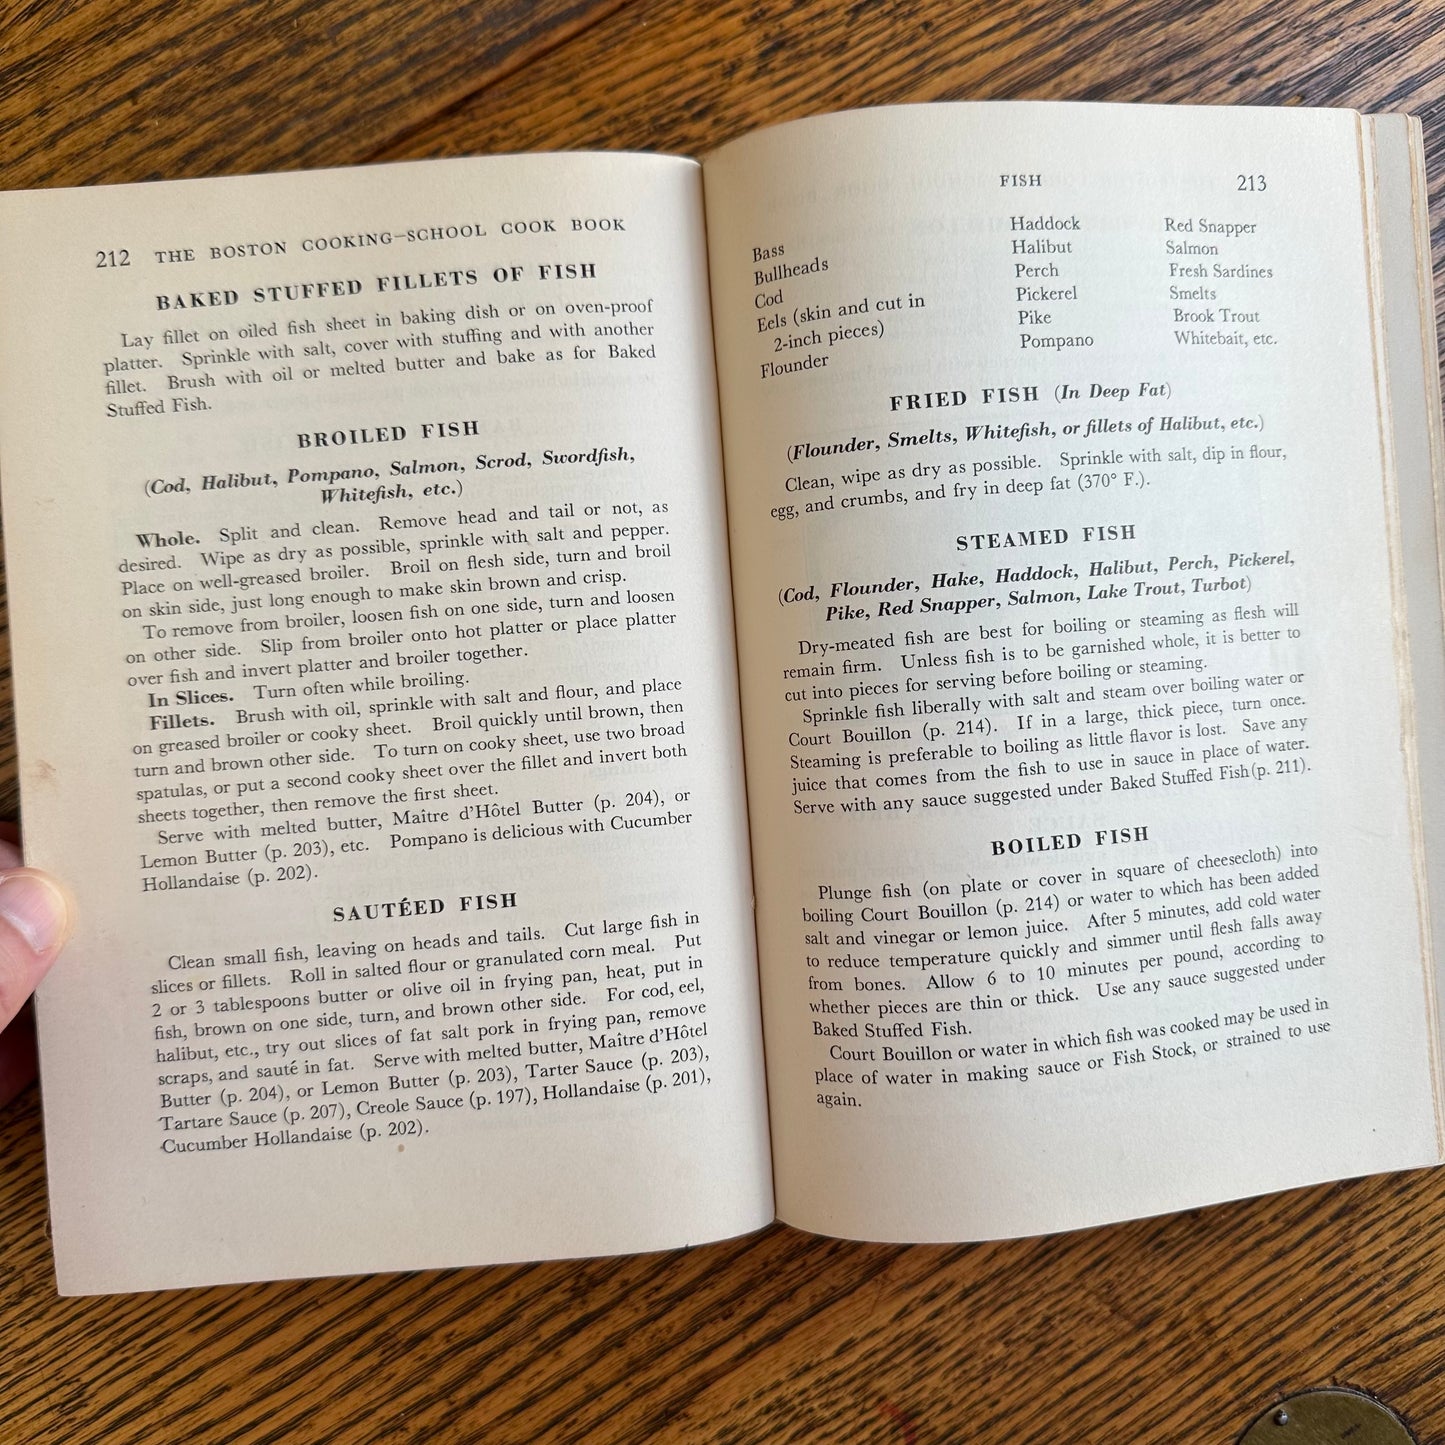 212 THE BOSTON COOKING–SCHOOL COOK BOOK
BAKED STUFFED FILLETS OF FISH
Lay fillet on oiled fish sheet in baking dish or on oven-proof
platter. Sprinkle with salt, cover with stuffing and with another
fillet. Brush with oil or melted butter and bake as for Baked
Stuffed Fish.
BROILED FISH
(Cod, Halibut, Pompano, Salmon, Scrod, Swordfish,
Whitefish, etc.)
Whole. Split and clean. Remove head and tail or not, as
desired. Wipe as dry as possible, sprinkle with salt and pepper.
Place on well-greased broiler. Broil on flesh side, turn and broil
on skin side, just long enough to make skin brown and crisp.
To remove from broiler, loosen fish on one side, turn and loosen
on other side. Slip from broiler onto hot platter or place platter
over fish and invert platter and broiler together.
In Slices. Turn often while broiling.
Fillets. Brush with oil, sprinkle with salt and flour, and place
on greased broiler or cooky sheet. Broil quickly until brown, then
turn and brown other side. To turn on cooky sheet, use two broad
spatulas, or put a second cooky sheet over the fillet and invert both
sheets together, then remove the first sheet.
Serve with melted butter, Maître d'Hôtel Butter (p. 204), or
Lemon Butter (p. 203), etc. Pompano is delicious with Cucumber
Hollandaise (p. 202).
SAUTÉED FISH
Clean small fish, leaving on heads and tails. Cut large fish in
slices or fillets. Roll in salted flour or granulated corn meal. Put
2 or 3 tablespoons butter or olive oil in frying pan, heat, put in
fish, brown on one side, turn, and brown other side. For cod, eel,
halibut, etc., try out slices of fat salt pork in frying pan, remove
scraps, and sauté in fat. Serve with melted butter, Maître d'Hôtel
Butter (p. 204), or Lemon Butter (p. 203), Tarter Sauce (p. 203),
Tartare Sauce (p. 207), Creole Sauce (p. 197), Hollandaise (p. 201),
Cucumber Hollandaise (p. 202).
FISH 213
Bass
Bullheads
Cod
Eels (skin and cut in
2-inch pieces)
Flounder
Haddock
Halibut
Perch
Pickerel
Pike
Pompano
Red Snapper
Salmon
Fresh Sardines
Smelts
Brook Trout
Whitebait, etc.
FRIED FISH (In Deep Fat)
(Flounder, Smelts, Whitefish, or fillets of Halibut, etc.)
Clean, wipe as dry as possible. Sprinkle with salt, dip in flour,
egg, and crumbs, and fry in deep fat (370° F.).
STEAMED FISH
(Cod, Flounder, Hake, Haddock, Halibut, Perch, Pickerel,
Pike, Red Snapper, Salmon, Lake Trout, Turbot)
Dry-meated fish are best for boiling or steaming as flesh will
remain firm. Unless fish is to be garnished whole, it is better to
cut into pieces for serving before boiling or steaming.
Sprinkle fish liberally with salt and steam over boiling water or
Court Bouillon (p. 214). If in a large, thick piece, turn once.
Steaming is preferable to boiling as little flavor is lost. Save any
juice that comes from the fish to use in sauce in place of water.
Serve with any sauce suggested under Baked Stuffed Fish (p. 211).
BOILED FISH
Plunge fish (on plate or cover in square of cheesecloth) into
boiling Court Bouillon (p. 214) or water to which has been added
salt and vinegar or lemon juice. After 5 minutes, add cold water
to reduce temperature quickly and simmer until flesh falls away
from bones. Allow 6 to 10 minutes per pound, according to
whether pieces are thin or thick. Use any sauce suggested under
Baked Stuffed Fish.
Court Bouillon or water in which fish was cooked may be used in
place of water in making sauce or Fish Stock, or strained to use
again.